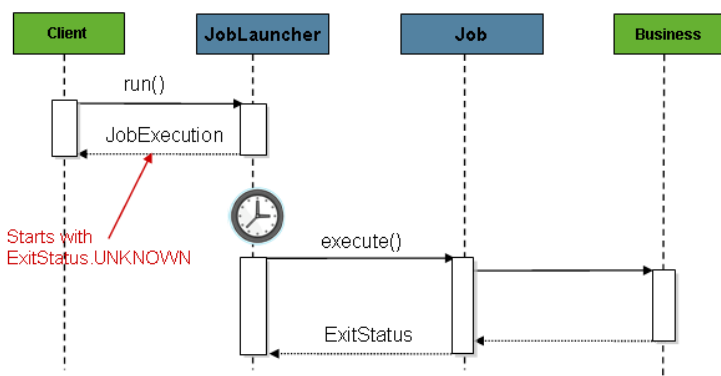 Client
JobLauncher
Job
Business
run()
JobExecution
Starts with
ExitStatus.UNKNOWN
execute()
ExitStatus